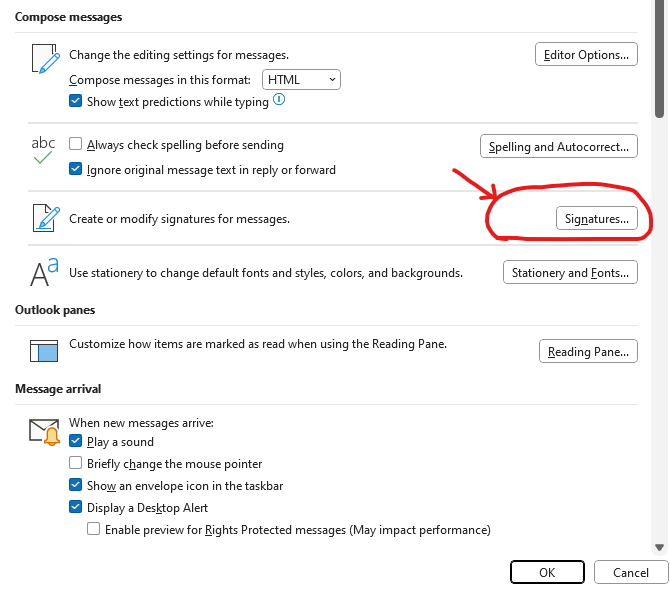 Compose messages
Change the editing settings for messages.
Editor Options...
Compose messages in this format: HTML
Show text predictions while typing
abc
Always check spelling before sending
Spelling and Autocorrect...
Ignore original message text in reply or forward
Create or modify signatures for messages.
Signatures...
Aa
Use stationery to change default fonts and styles, colors, and backgrounds.
Stationery and Fonts...
Outlook panes
Customize how items are marked as read when using the Reading Pane.
Reading Pane...
Message arrival
When new messages arrive:
Play a sound
Briefly change the mouse pointer
Show an envelope icon in the taskbar
Display a Desktop Alert
Enable preview for Rights Protected messages (May impact performance)
OK
Cancel